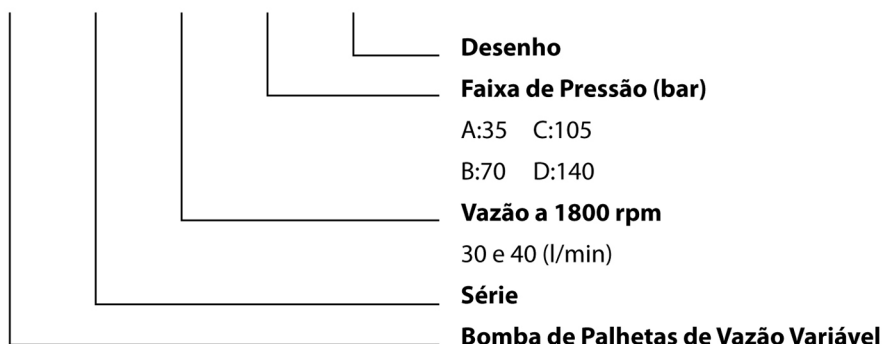 Desenho
Faixa de Pressão (bar)
A:35 C:105
B:70 D:140
Vazão a 1800 rpm
30 e 40 (l/min)
Série
Bomba de Palhetas de Vazão Variável